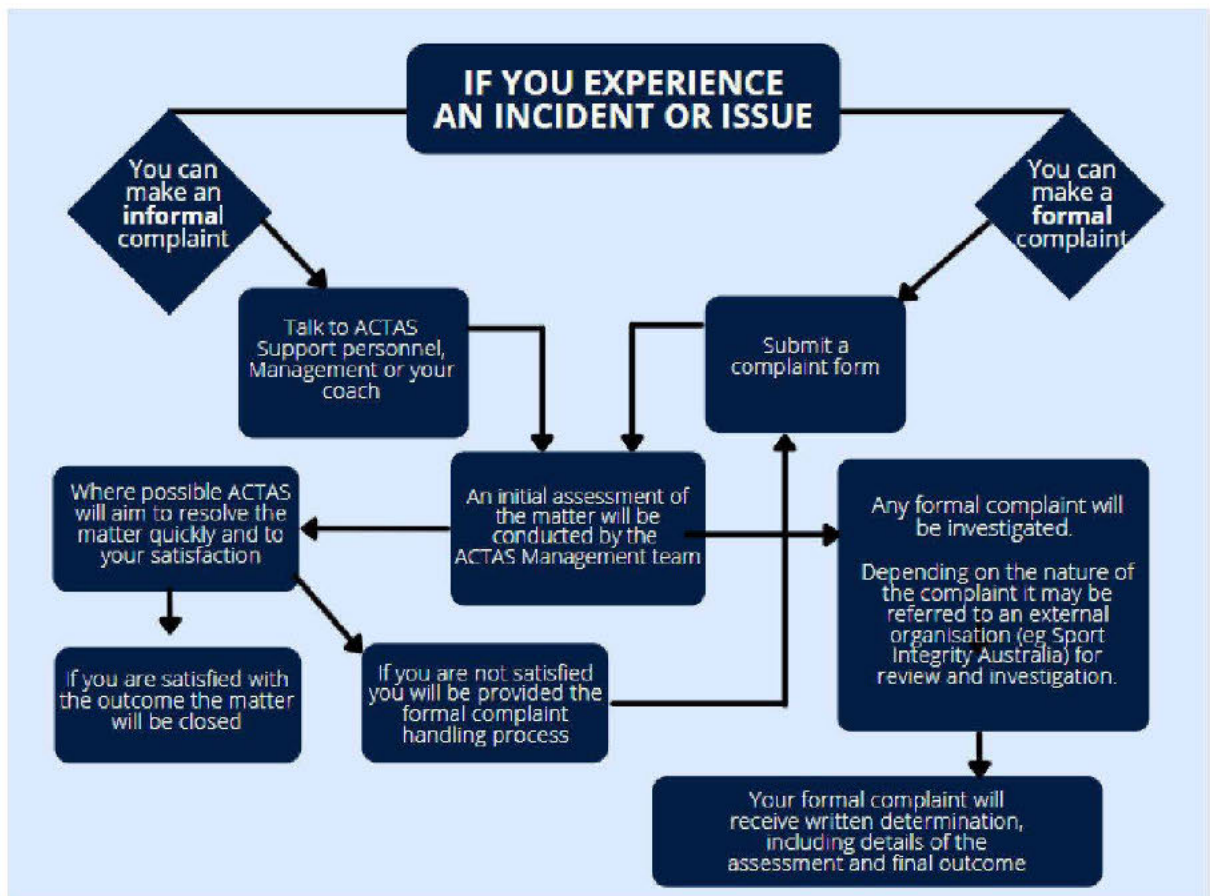 IF YOU EXPERIENCE
AN INCIDENT OR ISSUE
You can
make an
informal
complaint
You can
make a
formal
complaint
Talk to ACTAS
Support personnel,
Management or your
coach
Submit a
complaint form
Where possible ACTAS
will aim to resolve the
matter quickly and to
your satisfaction
An initial assessment of
the matter will be
conducted by the
ACTAS Management team
Any formal complaint will
be investigated.
Depending on the nature of
the complaint it may be
referred to an external
organisation (eg Sport
Integrity Australia) for
review and investigation.
If you are satisfied with
the outcome the matter
will be closed
If you are not satisfied
you will be provided the
formal complaint
handling process
Your formal complaint will
receive written determination,
including details of the
assessment and final outcome